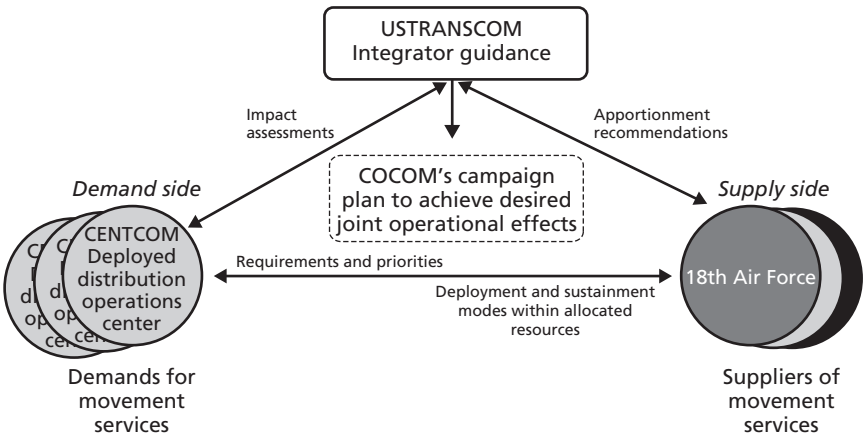 USTRANSCOM
Integrator guidance
Impact
assessments
Apportionment
recommendations
COCOM's campaign
plan to achieve desired
joint operational effects
Demand side
Supply side
CENTCOM
Deployed
distribution
operations
center
18th Air Force
Requirements and priorities
Deployment and sustainment
modes within allocated
resources
Demands for
movement
services
Suppliers of
movement
services